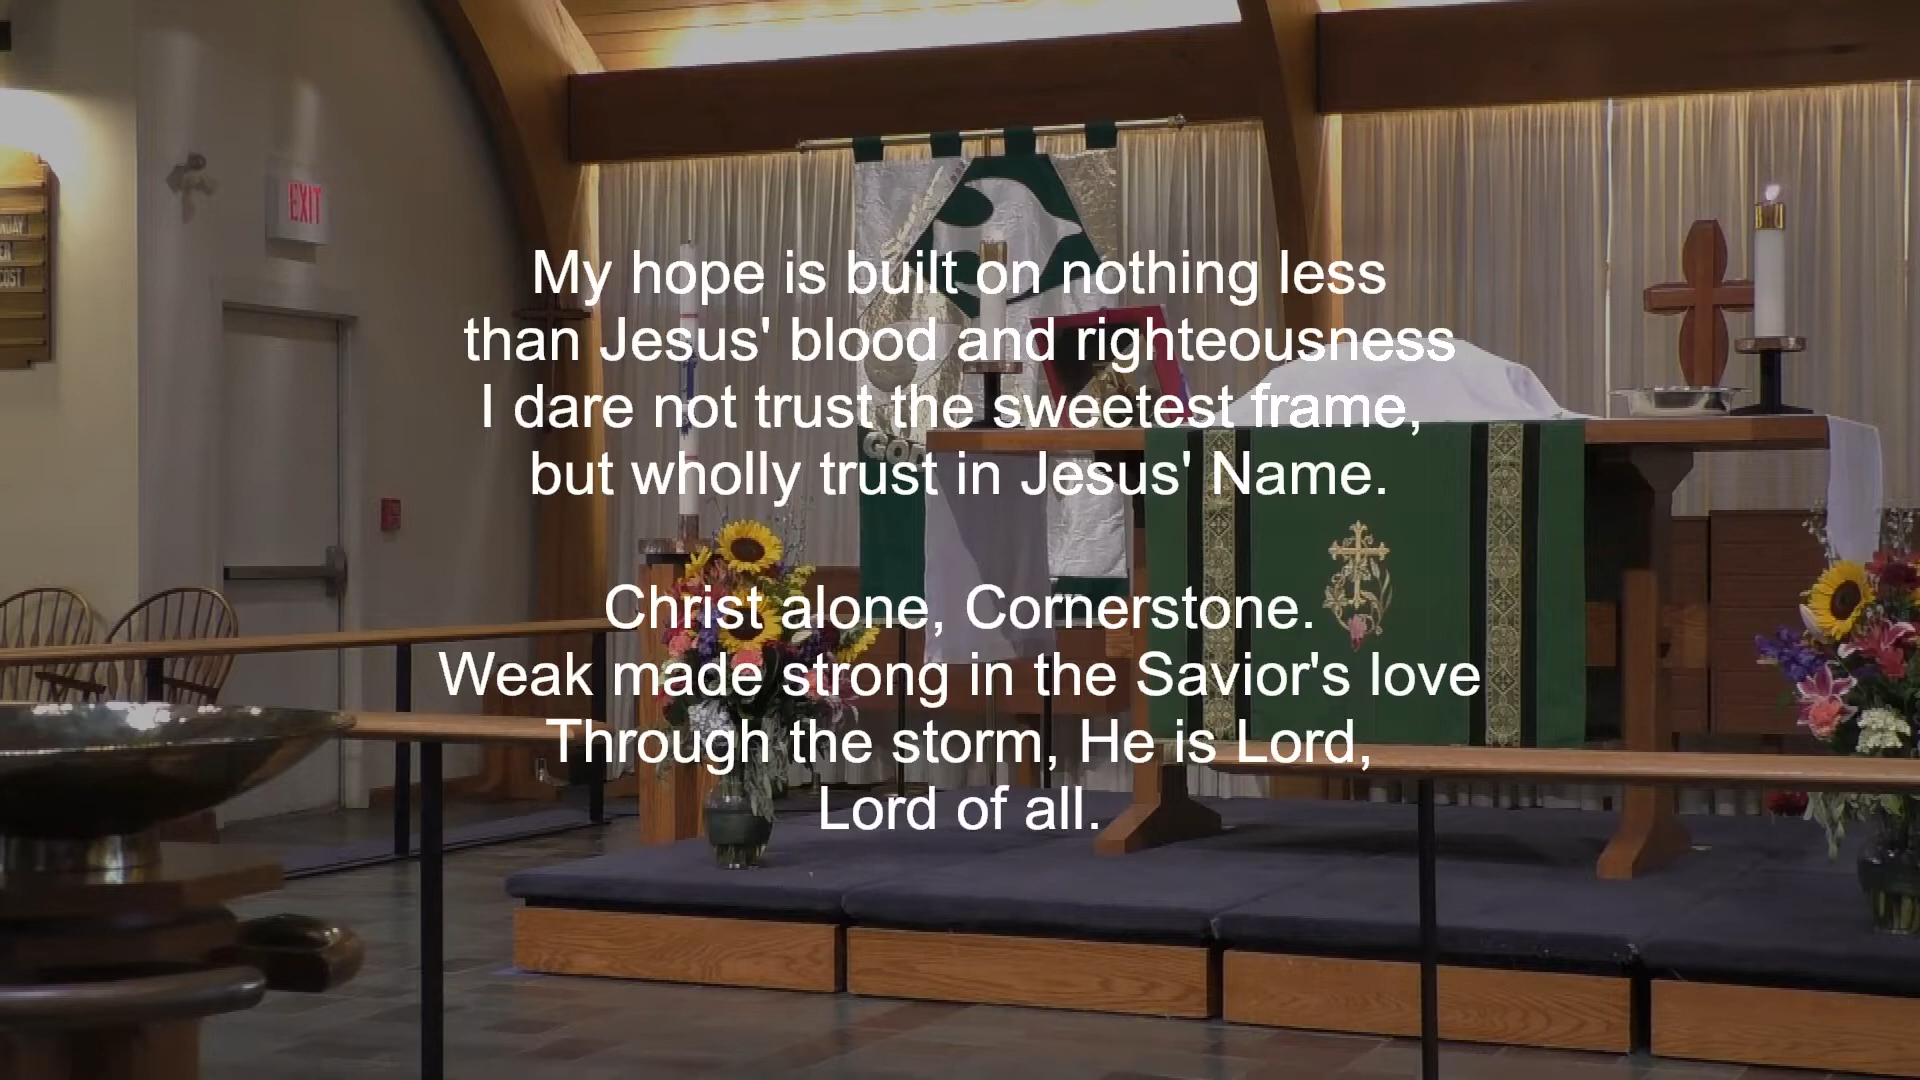 EXIT
My hope is built on nothing less
than Jesus' blood and righteousness
I dare not trust the sweetest frame,
but wholly trust in Jesus' Name.
Christ alone, Cornerstone.
Weak made strong in the Savior's love
Through the storm, He is Lord,
Lord of all.